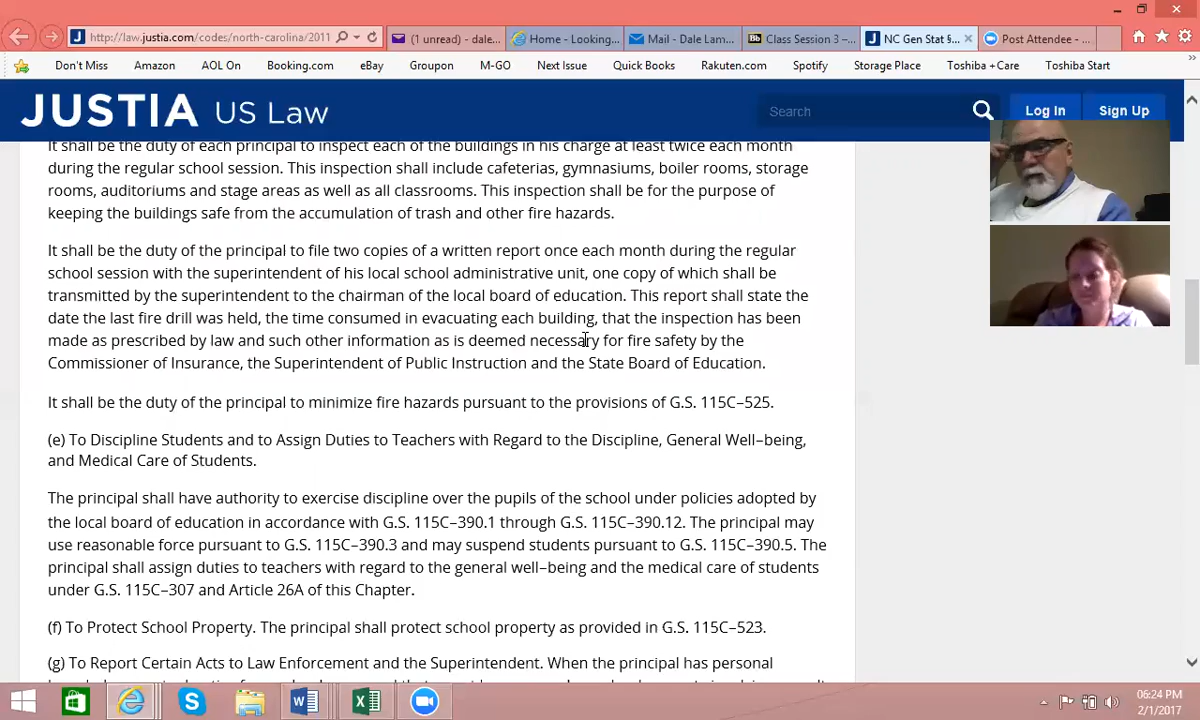 http://law.justia.com/codes/north-carolina/2011
(1 unread) - dale...
Home - Looking...
Mail - Dale Lam...
Class Session 3 –...
NC Gen Stat §...
Post Attendee - ...
Don't Miss
Amazon
AOL On
Booking.com
eBay
Groupon
M-GO
Next Issue
Quick Books
Rakuten.com
Spotify
Storage Place
Toshiba +Care
Toshiba Start
JUSTIA US Law
Search
Log In
Sign Up
It shall be the duty of each principal to inspect each of the buildings in his charge at least twice each month
during the regular school session. This inspection shall include cafeterias, gymnasiums, boiler rooms, storage
rooms, auditoriums and stage areas as well as all classrooms. This inspection shall be for the purpose of
keeping the buildings safe from the accumulation of trash and other fire hazards.
It shall be the duty of the principal to file two copies of a written report once each month during the regular
school session with the superintendent of his local school administrative unit, one copy of which shall be
transmitted by the superintendent to the chairman of the local board of education. This report shall state the
date the last fire drill was held, the time consumed in evacuating each building, that the inspection has been
made as prescribed by law and such other information as is deemed necessary for fire safety by the
Commissioner of Insurance, the Superintendent of Public Instruction and the State Board of Education.
It shall be the duty of the principal to minimize fire hazards pursuant to the provisions of G.S. 115C–525.
(e) To Discipline Students and to Assign Duties to Teachers with Regard to the Discipline, General Well–being,
and Medical Care of Students.
The principal shall have authority to exercise discipline over the pupils of the school under policies adopted by
the local board of education in accordance with G.S. 115C–390.1 through G.S. 115C–390.12. The principal may
use reasonable force pursuant to G.S. 115C–390.3 and may suspend students pursuant to G.S. 115C–390.5. The
principal shall assign duties to teachers with regard to the general well–being and the medical care of students
under G.S. 115C–307 and Article 26A of this Chapter.
(f) To Protect School Property. The principal shall protect school property as provided in G.S. 115C–523.
(g) To Report Certain Acts to Law Enforcement and the Superintendent. When the principal has personal
06:24 PM
2/1/2017